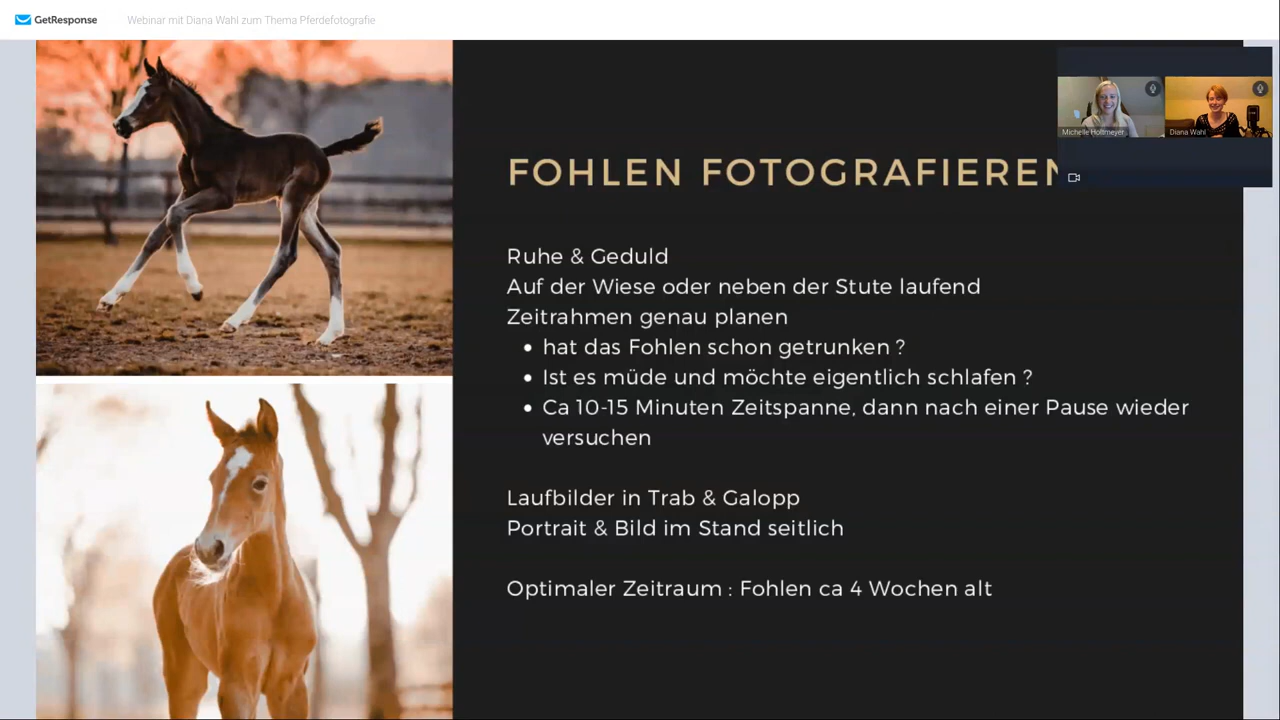 GetResponse
Webinar mit Diana Wahl zum Thema Pferdefotografie
Michelle Holtmeyer...
Diana Wahl
FOHLEN FOTOGRAFIEREN
Ruhe & Geduld
Auf der Wiese oder neben der Stute laufend
Zeitrahmen genau planen
• hat das Fohlen schon getrunken ?
• Ist es müde und möchte eigentlich schlafen ?
• Ca 10-15 Minuten Zeitspanne, dann nach einer Pause wieder
versuchen
Laufbilder in Trab & Galopp
Portrait & Bild im Stand seitlich
Optimaler Zeitraum : Fohlen ca 4 Wochen alt